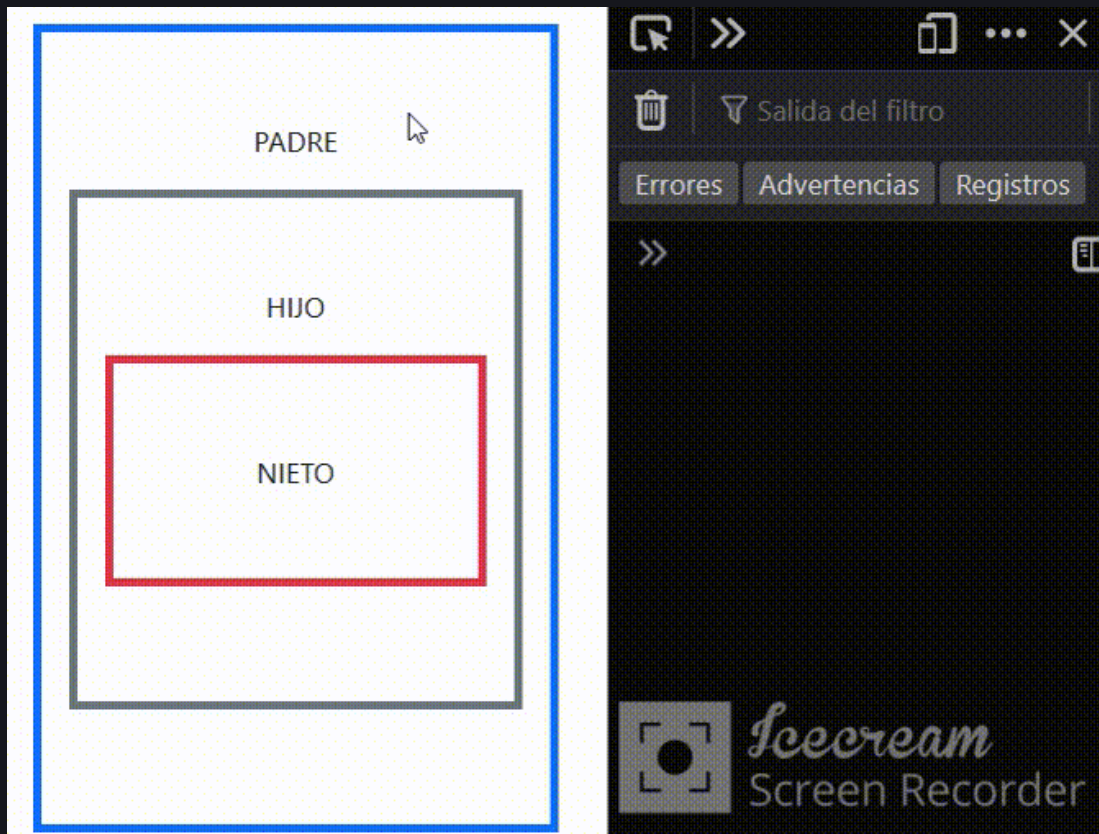 PADRE
HIJO
NIETO
Salida del filtro
Errores Advertencias Registros
Icecream
Screen Recorder